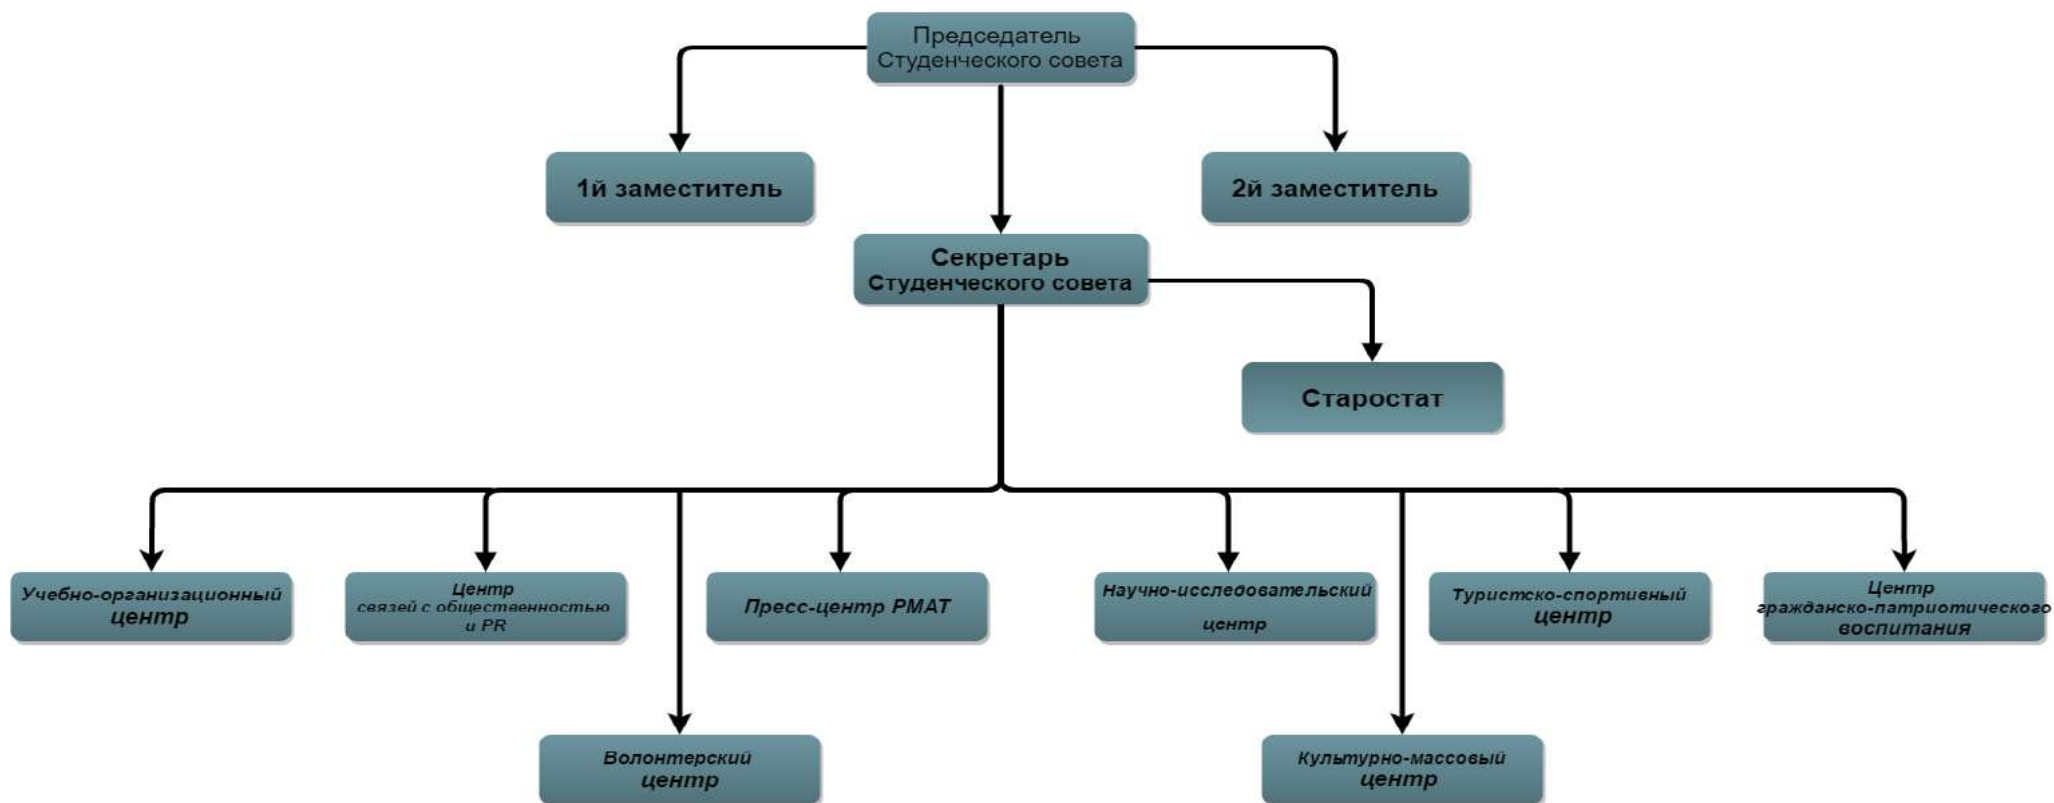 Председатель
Студенческого совета
1й заместитель
2й заместитель
Секретарь
Студенческого совета
Старостат
Учебно-организационный
центр
Центр
связей с общественностью
и PR
Пресс-центр РМАТ
Научно-исследовательский
центр
Туристско-спортивный
центр
Центр
гражданско-патриотического
воспитания
Волонтерский
центр
Культурно-массовый
центр